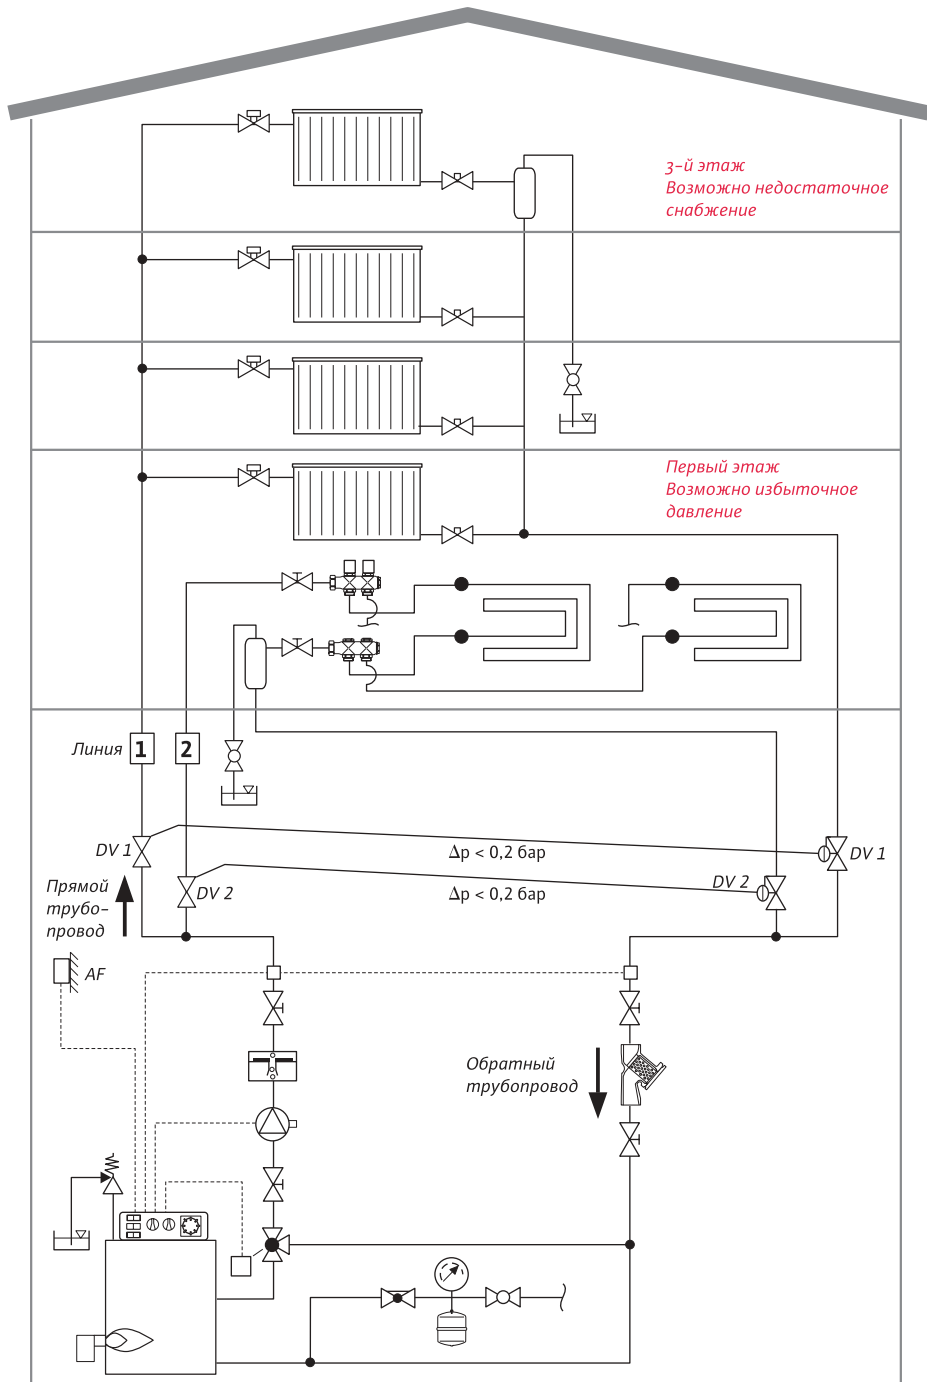 3-й этаж
Возможно недостаточное
снабжение
Первый этаж
Возможно избыточное
давление
Линия 1 2
DV 1
Δp < 0,2 бар
DV 1
Прямой
трубо-
провод
DV 2
Δp < 0,2 бар
DV 2
AF
Обратный
трубопровод